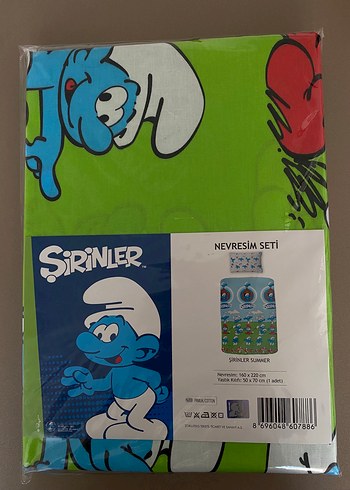 ŞİRİNLER™
NEVRESİM SETİ
ŞİRİNLER SUMMER
Nevresim: 160 x 220 cm
Yastık Kılıfı: 50 x 70 cm (1 adet)
8 696048 607886